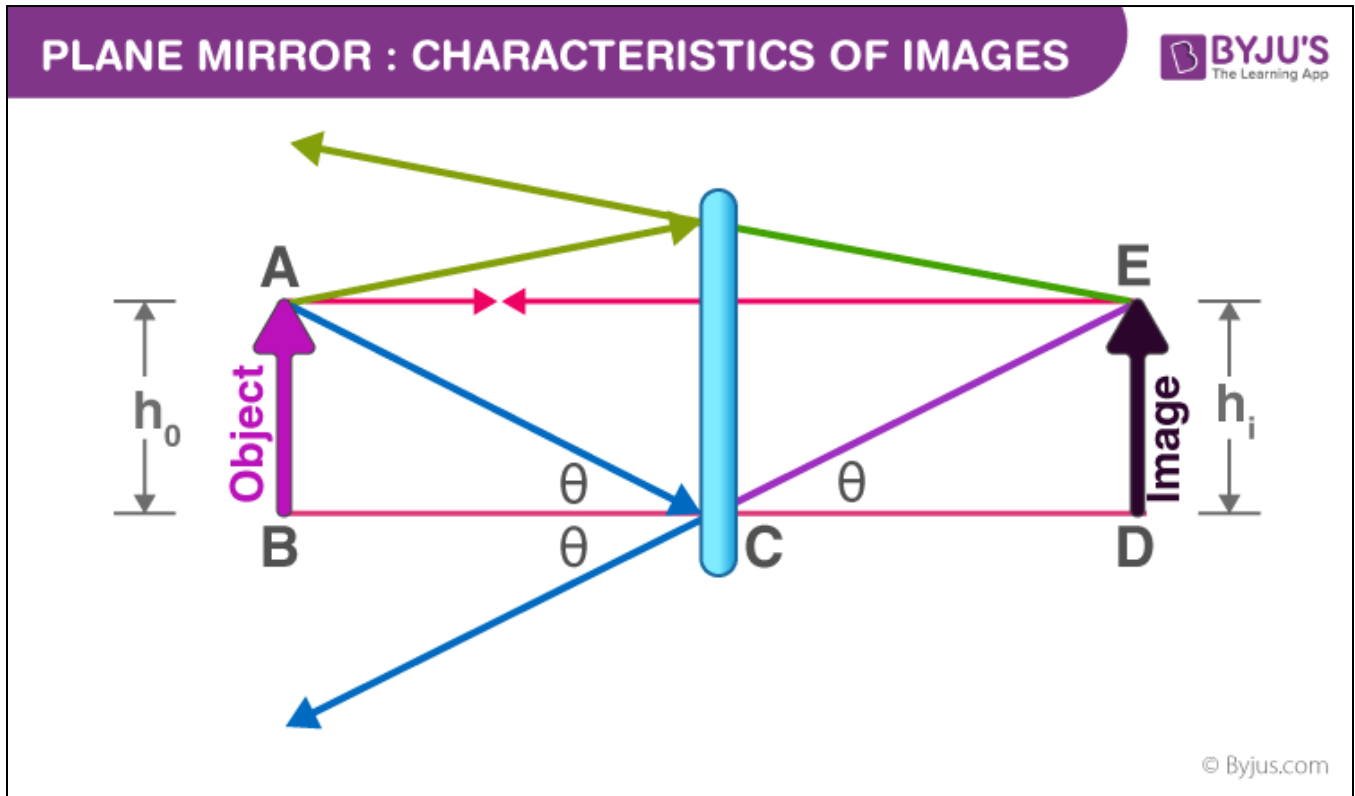 PLANE MIRROR : CHARACTERISTICS OF IMAGES
BYJU'S
The Learning App
A
E
h₀
Object
θ
θ
Image
hᵢ
B
θ
C
D
© Byjus.com